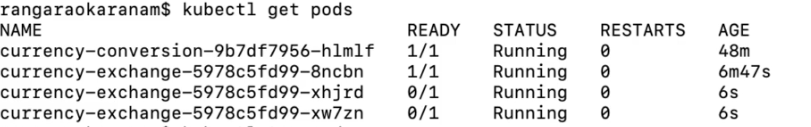 rangaraokaranam$ kubectl get pods
NAME READY STATUS RESTARTS AGE
currency-conversion-9b7df7956-hlmlf 1/1 Running 0 48m
currency-exchange-5978c5fd99-8ncbn 1/1 Running 0 6m47s
currency-exchange-5978c5fd99-xhjrd 0/1 Running 0 6s
currency-exchange-5978c5fd99-xw7zn 0/1 Running 0 6s